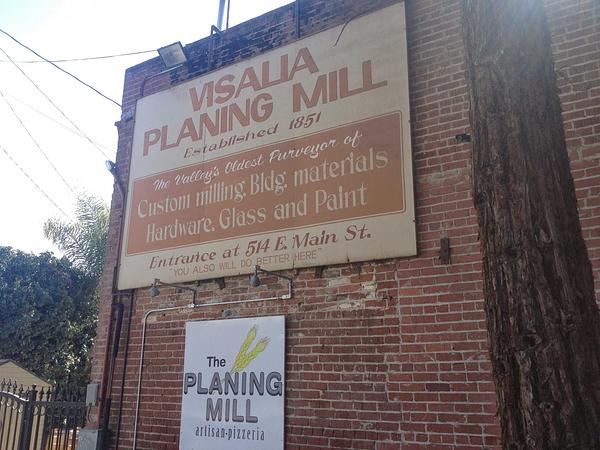 VISALIA
PLANING MILL
Established 1851
The Valley's Oldest Purveyor of
Custom milling. Bldg. materials
Hardware. Glass and Paint
Entrance at 514 E. Main St.
"YOU ALSO WILL DO BETTER HERE"
The
PLANING
MILL
artisan-pizzeria